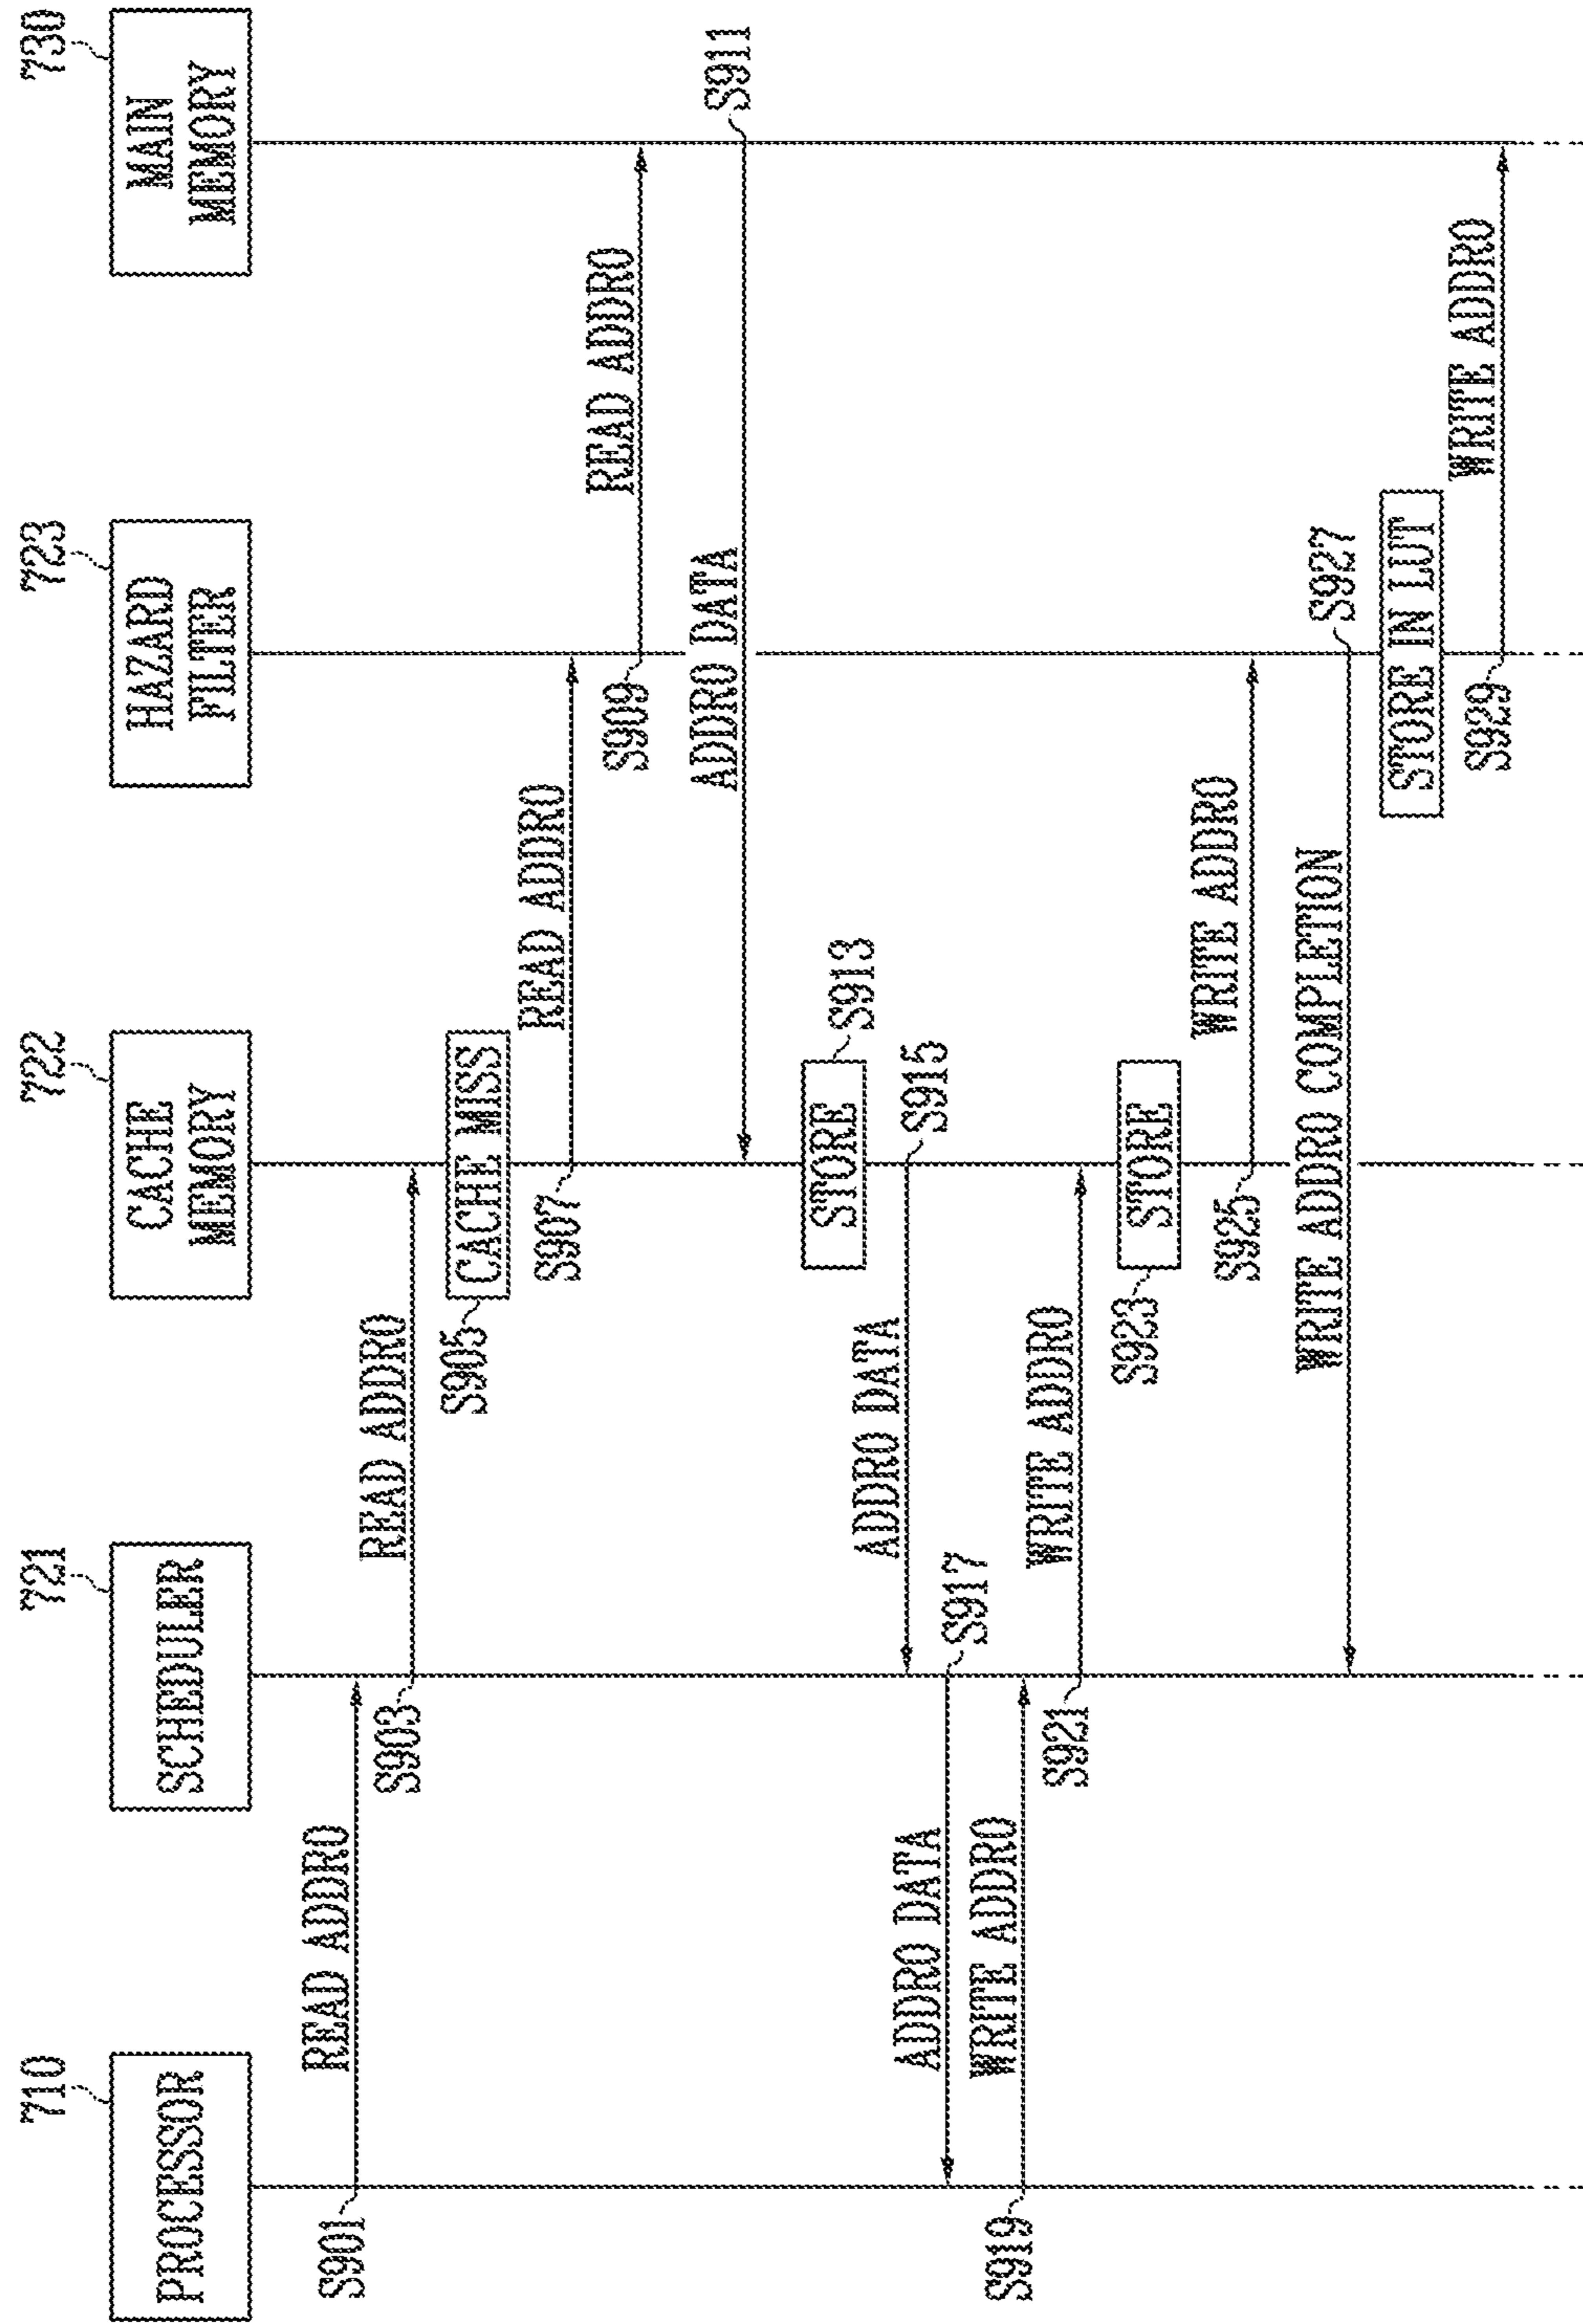 710
PROCESSOR
721
SCHEDULER
722
CACHE
MEMORY
723
HAZARD
FILTER
730
MAIN
MEMORY
S901
READ ADDR0
S903
READ ADDR0
S905
CACHE MISS
S907
READ ADDR0
S909
READ ADDR0
S911
ADDR0 DATA
STORE
S913
ADDR0 DATA
S915
ADDR0 DATA
S917
S919
WRITE ADDR0
S921
WRITE ADDR0
S923
STORE
S925
WRITE ADDR0
WRITE ADDR0 COMPLETION
S927
STORE IN LUT
S929
WRITE ADDR0